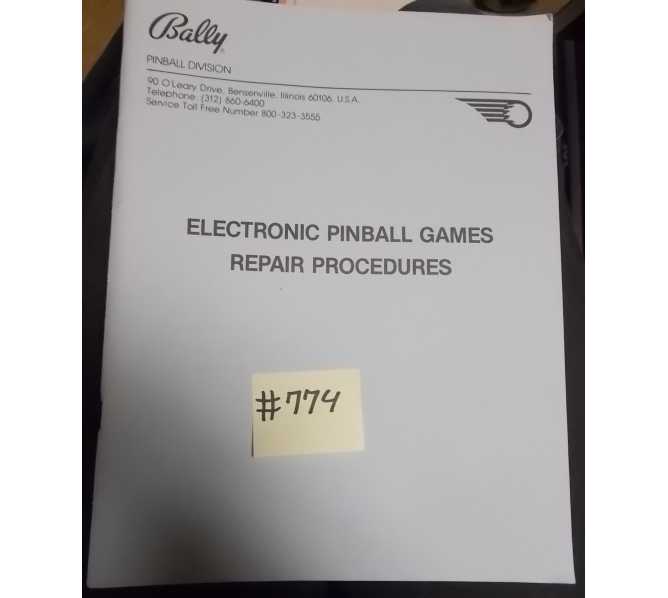 Bally
PINBALL DIVISION
90 O'Leary Drive, Bensenville, Illinois 60106, U.S.A.
Telephone: (312) 860-6400
Service Toll Free Number 800-323-3555
ELECTRONIC PINBALL GAMES
REPAIR PROCEDURES
#774